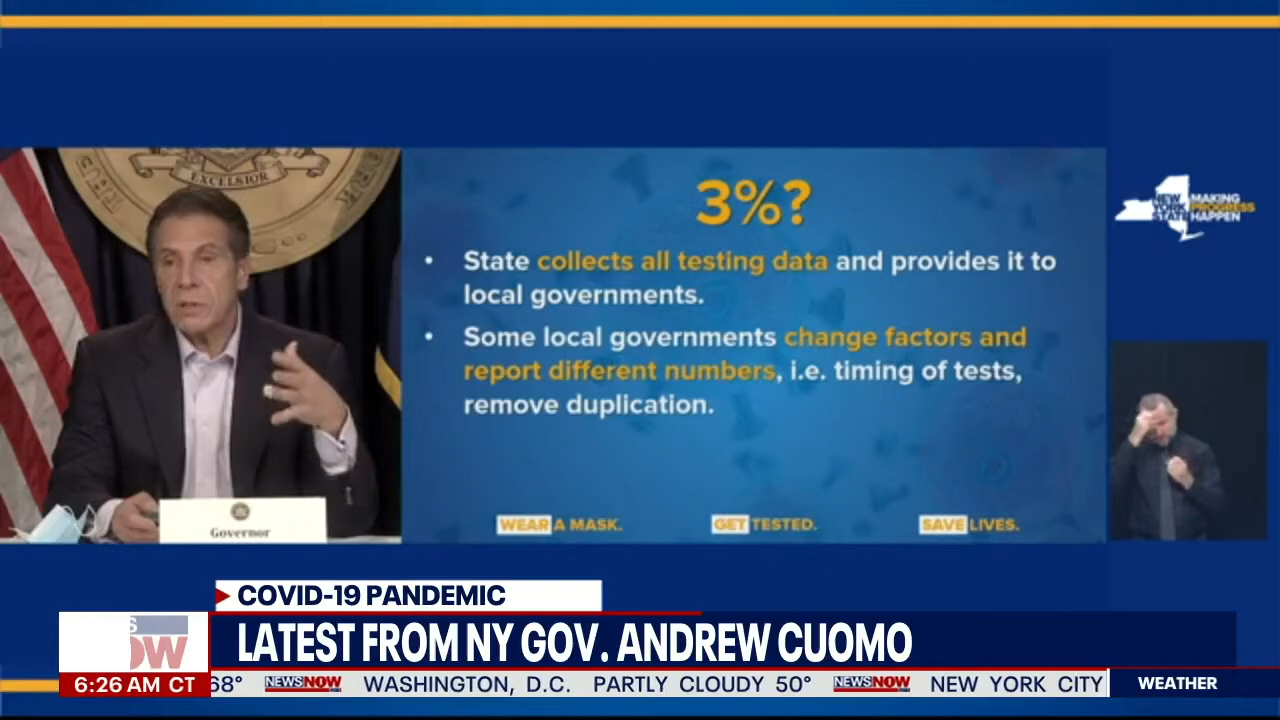 EXCELSIOR
3%?
• State collects all testing data and provides it to
local governments.
• Some local governments change factors and
report different numbers, i.e. timing of tests,
remove duplication.
WEAR A MASK. GET TESTED. SAVE LIVES.
NEW YORK STATE
MAKING
PROGRESS
HAPPEN
Governor
COVID-19 PANDEMIC
LATEST FROM NY GOV. ANDREW CUOMO
6:26 AM CT
68° NEWSNOW WASHINGTON, D.C. PARTLY CLOUDY 50° NEWSNOW NEW YORK CITY
WEATHER